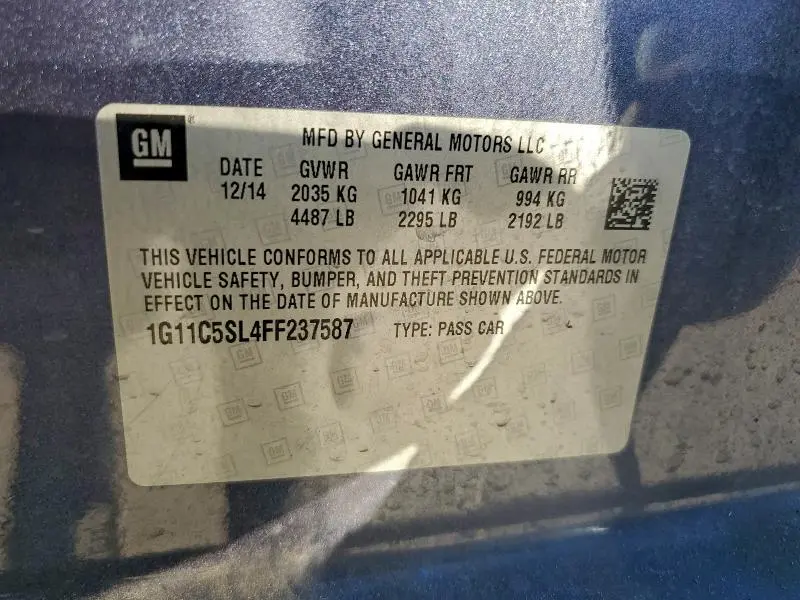 GM
MFD BY GENERAL MOTORS LLC
DATE GVWR GAWR FRT GAWR RR
12/14 2035 KG 1041 KG 994 KG
4487 LB 2295 LB 2192 LB
THIS VEHICLE CONFORMS TO ALL APPLICABLE U.S. FEDERAL MOTOR
VEHICLE SAFETY, BUMPER, AND THEFT PREVENTION STANDARDS IN
EFFECT ON THE DATE OF MANUFACTURE SHOWN ABOVE.
1G11C5SL4FF237587 TYPE: PASS CAR